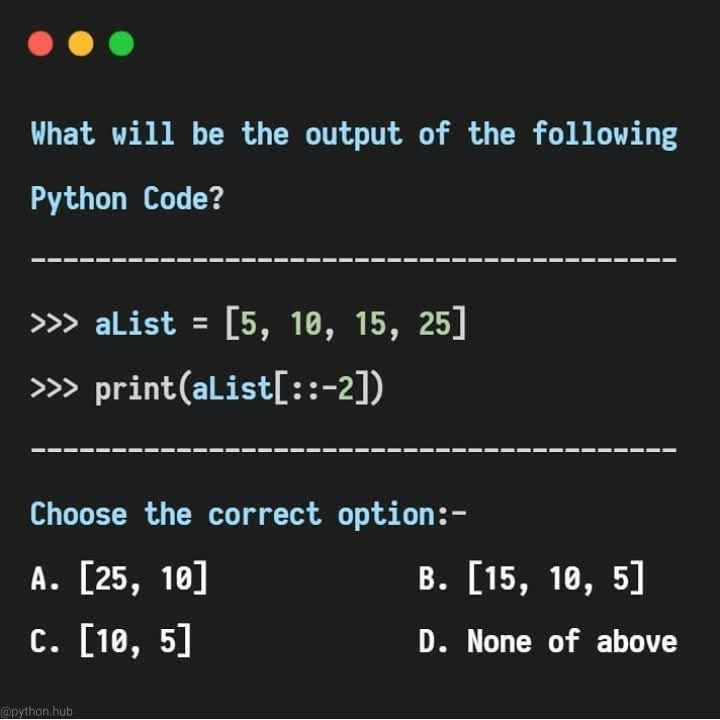 What will be the output of the following
Python Code?
----------------------------------------
>>> aList = [5, 10, 15, 25]
>>> print(aList[::-2])
----------------------------------------
Choose the correct option:-
A. [25, 10] B. [15, 10, 5]
C. [10, 5] D. None of above
@python.hub